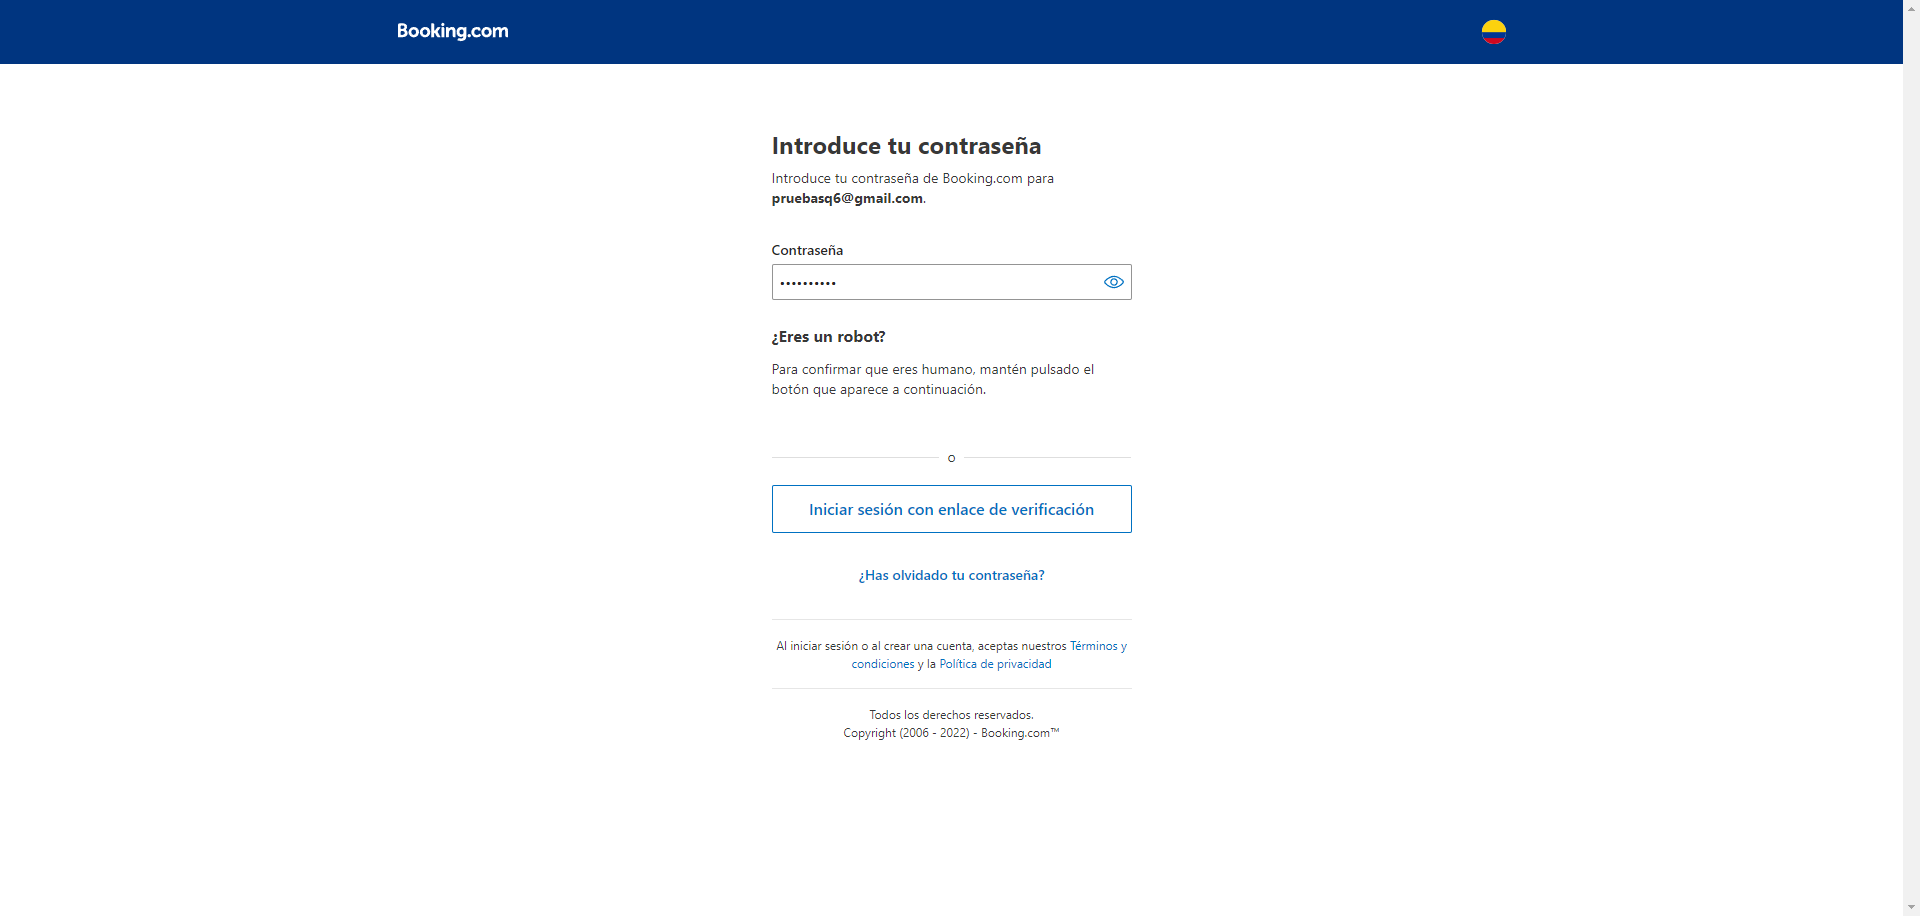 Booking.com
Introduce tu contraseña
Introduce tu contraseña de Booking.com para
pruebasq6@gmail.com.
Contraseña
••••••••••
¿Eres un robot?
Para confirmar que eres humano, mantén pulsado el
botón que aparece a continuación.
o
Iniciar sesión con enlace de verificación
¿Has olvidado tu contraseña?
Al iniciar sesión o al crear una cuenta, aceptas nuestros Términos y
condiciones y la Política de privacidad
Todos los derechos reservados.
Copyright (2006 - 2022) - Booking.com™